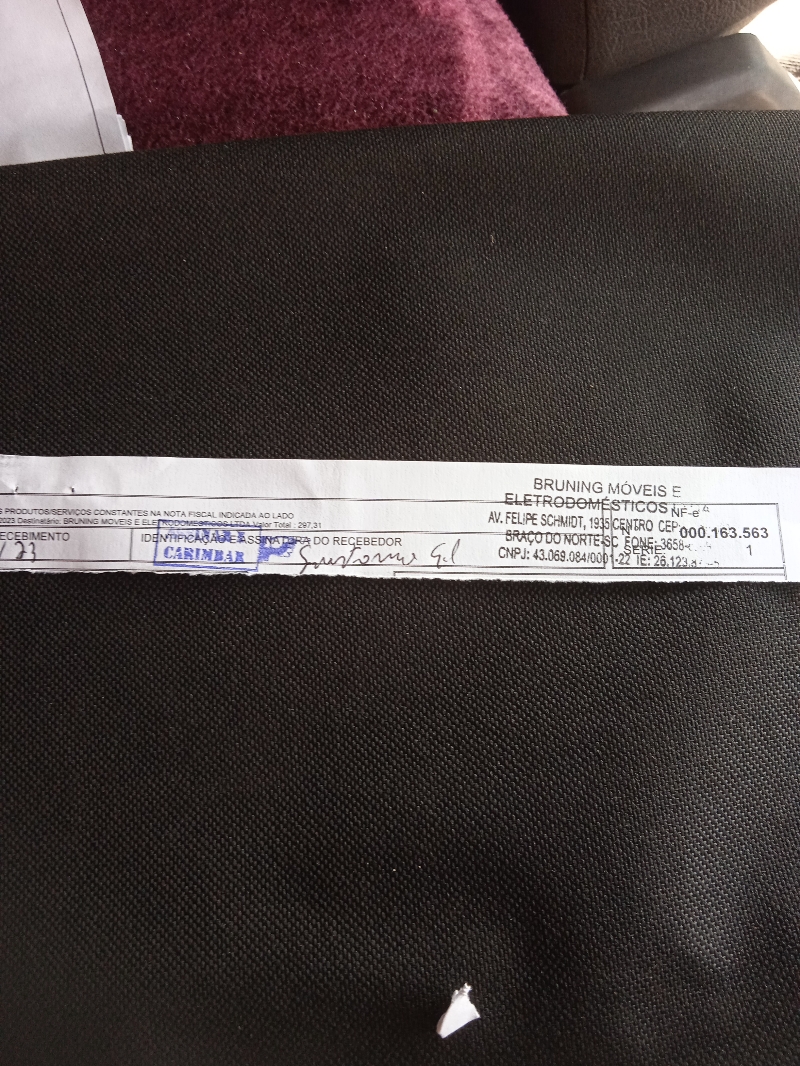 S PRODUTOS/SERVIÇOS CONSTANTES NA NOTA FISCAL INDICADA AO LADO
2023 Destinatário: BRUNING MOVEIS E ELETRODOMESTICOS LTDA Valor Total : 297,31
ECEBIMENTO
/23
IDENTIFICAÇÃO E ASSINATURA DO RECEBEDOR
CARIMBAR
BRUNING MÓVEIS E
ELETRODOMÉSTICOS
AV. FELIPE SCHMIDT, 1935 CENTRO CEP:
BRAÇO DO NORTE-SC FONE: 3658-
CNPJ: 43.069.084/0001-22 IE: 26.123.
NF-e
000.163.563
SÉRIE 1